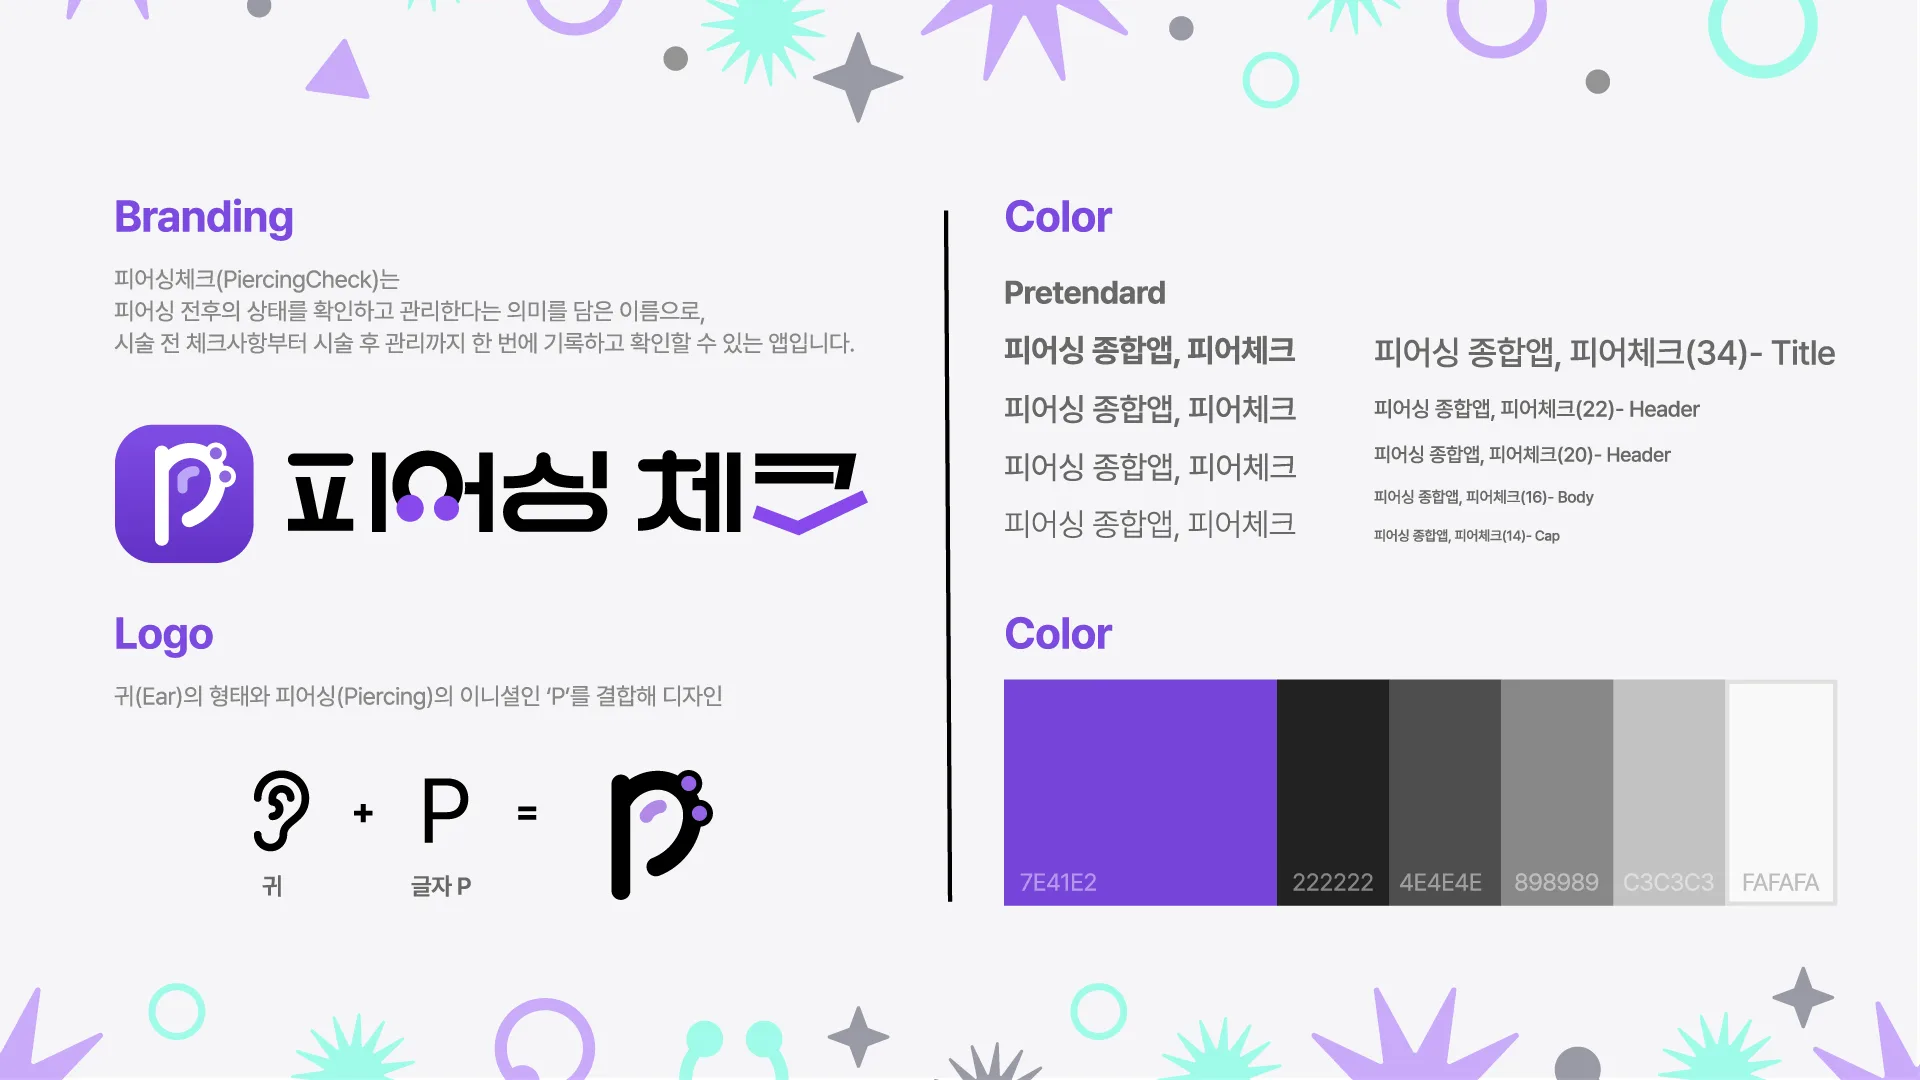 Branding
피어싱체크(PiercingCheck)는
피어싱 전후의 상태를 확인하고 관리한다는 의미를 담은 이름으로,
시술 전 체크사항부터 시술 후 관리까지 한 번에 기록하고 확인할 수 있는 앱입니다.
피어싱 체크
Logo
귀(Ear)의 형태와 피어싱(Piercing)의 이니셜인 ‘P’를 결합해 디자인
+ P =
귀
글자 P
Color
Pretendard
피어싱 종합앱, 피어체크
피어싱 종합앱, 피어체크
피어싱 종합앱, 피어체크
피어싱 종합앱, 피어체크
피어싱 종합앱, 피어체크(34)- Title
피어싱 종합앱, 피어체크(22)- Header
피어싱 종합앱, 피어체크(20)- Header
피어싱 종합앱, 피어체크(16)- Body
피어싱 종합앱, 피어체크(14)- Cap
Color
7E41E2
222222
4E4E4E
898989
C3C3C3
FAFAFA